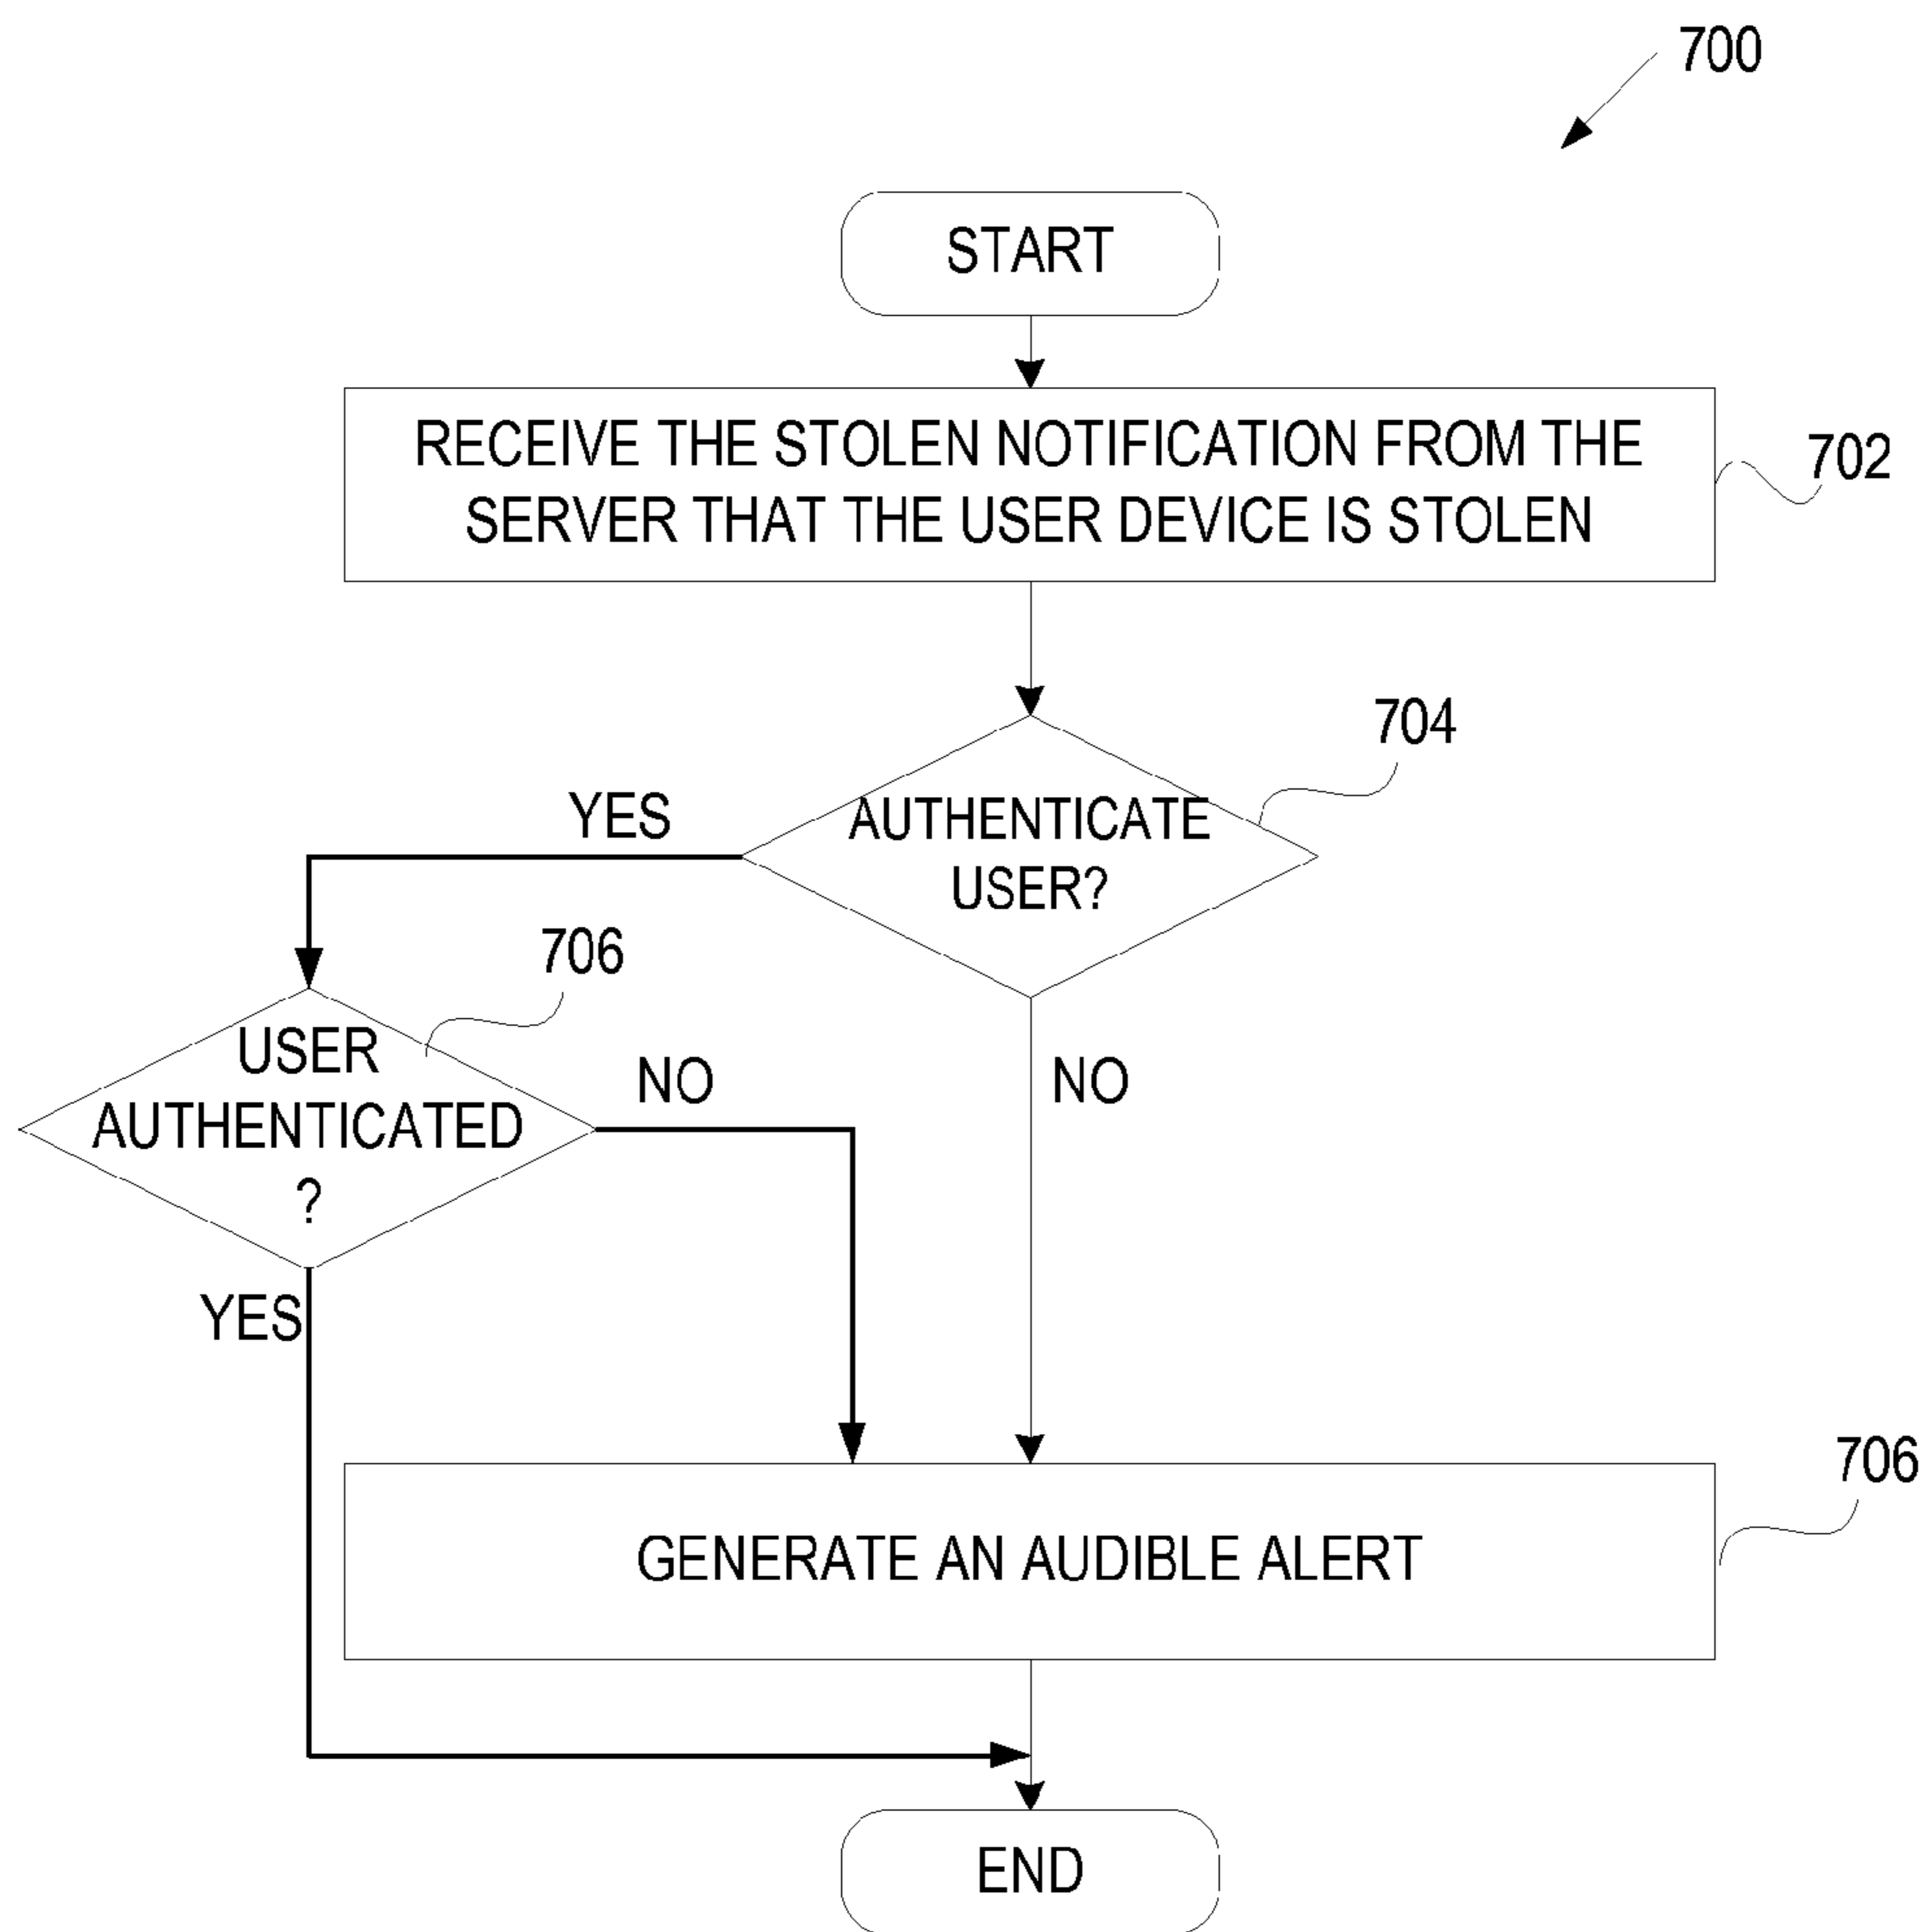 700
START
RECEIVE THE STOLEN NOTIFICATION FROM THE
SERVER THAT THE USER DEVICE IS STOLEN
702
704
AUTHENTICATE
USER?
YES
706
USER
AUTHENTICATED
?
NO
NO
YES
706
GENERATE AN AUDIBLE ALERT
END